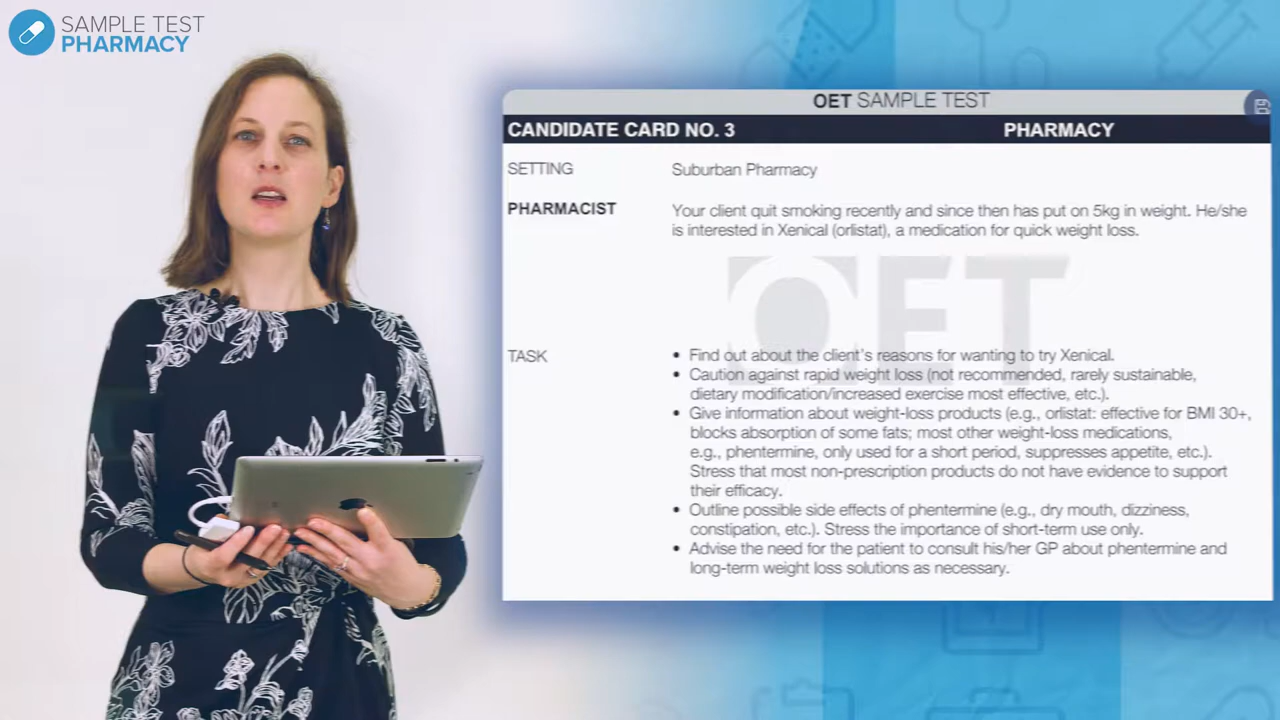 SAMPLE TEST
PHARMACY
OET SAMPLE TEST
CANDIDATE CARD NO. 3 PHARMACY
SETTING Suburban Pharmacy
PHARMACIST Your client quit smoking recently and since then has put on 5kg in weight. He/she
is interested in Xenical (orlistat), a medication for quick weight loss.
OET
TASK • Find out about the client's reasons for wanting to try Xenical.
• Caution against rapid weight loss (not recommended, rarely sustainable,
dietary modification/increased exercise most effective, etc.).
• Give information about weight-loss products (e.g., orlistat: effective for BMI 30+,
blocks absorption of some fats; most other weight-loss medications,
e.g., phentermine, only used for a short period, suppresses appetite, etc.).
Stress that most non-prescription products do not have evidence to support
their efficacy.
• Outline possible side effects of phentermine (e.g., dry mouth, dizziness,
constipation, etc.). Stress the importance of short-term use only.
• Advise the need for the patient to consult his/her GP about phentermine and
long-term weight loss solutions as necessary.